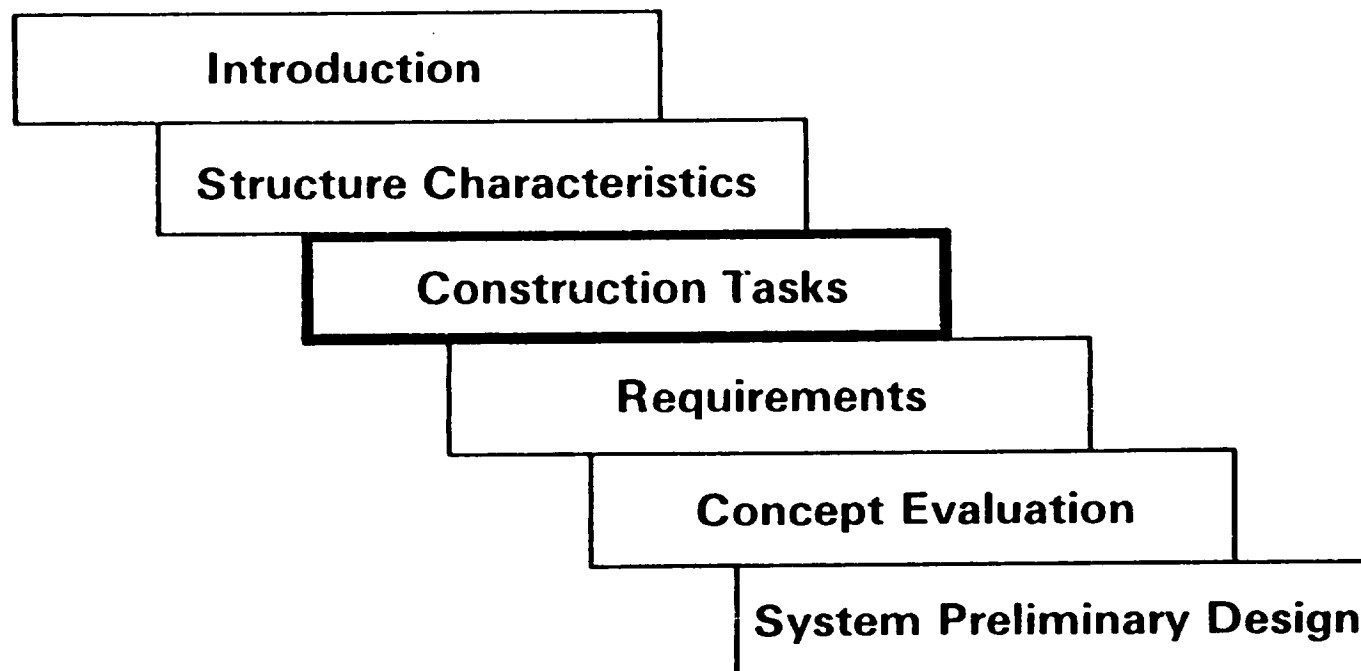 Introduction
Structure Characteristics
Construction Tasks
Requirements
Concept Evaluation
System Preliminary Design